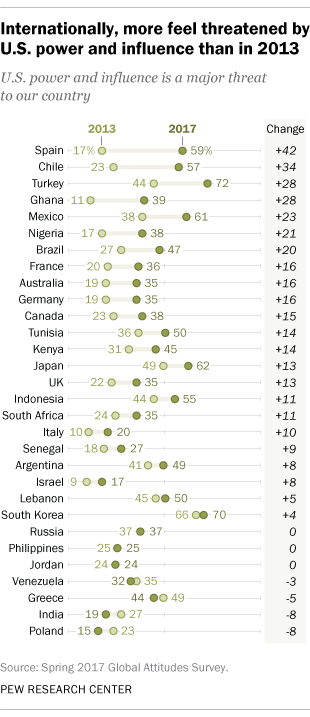 Internationally, more feel threatened by
U.S. power and influence than in 2013
U.S. power and influence is a major threat
to our country
2013 2017 Change
Spain 17% 59% +42
Chile 23 57 +34
Turkey 44 72 +28
Ghana 11 39 +28
Mexico 38 61 +23
Nigeria 17 38 +21
Brazil 27 47 +20
France 20 36 +16
Australia 19 35 +16
Germany 19 35 +16
Canada 23 38 +15
Tunisia 36 50 +14
Kenya 31 45 +14
Japan 49 62 +13
UK 22 35 +13
Indonesia 44 55 +11
South Africa 24 35 +11
Italy 10 20 +10
Senegal 18 27 +9
Argentina 41 49 +8
Israel 9 17 +8
Lebanon 45 50 +5
South Korea 66 70 +4
Russia 37 37 0
Philippines 25 25 0
Jordan 24 24 0
Venezuela 32 35 -3
Greece 44 49 -5
India 19 27 -8
Poland 15 23 -8
Source: Spring 2017 Global Attitudes Survey.
PEW RESEARCH CENTER